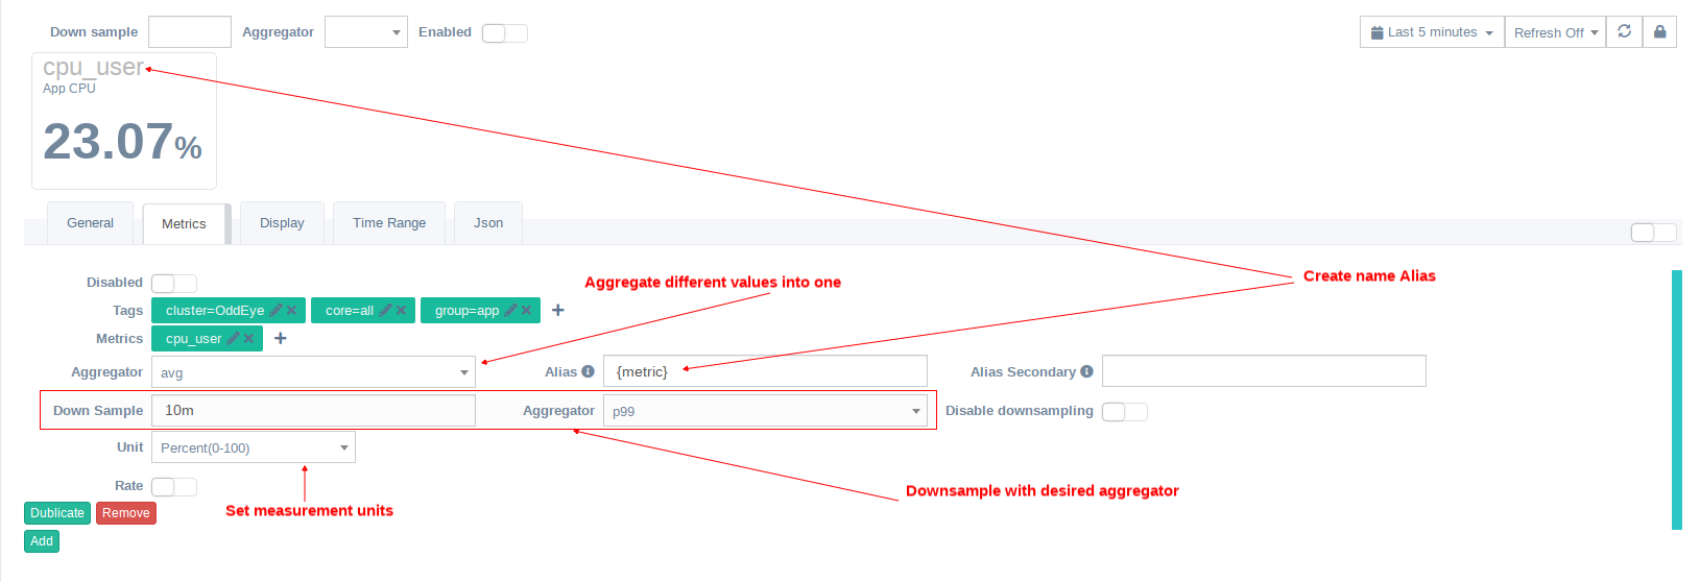 Down sample Aggregator Enabled Last 5 minutes Refresh Off
cpu_user
App CPU
23.07%
General Metrics Display Time Range Json
Create name Alias
Disabled Aggregate different values into one
Tags cluster=OddEye core=all group=app
Metrics cpu_user
Aggregator avg Alias {metric} Alias Secondary
Down Sample 10m Aggregator p99 Disable downsampling
Unit Percent(0-100)
Rate Downsample with desired aggregator
Dublicate Remove Set measurement units
Add